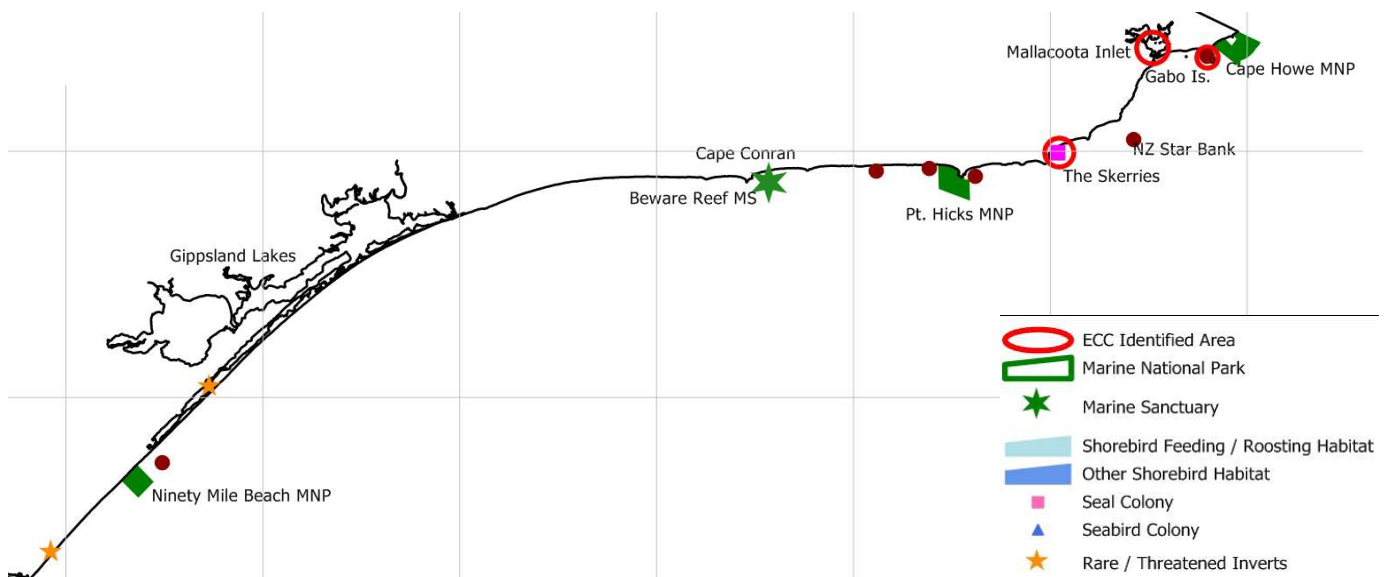 Mallacoota Inlet
Gabo Is.
Cape Howe MNP
NZ Star Bank
Cape Conran
The Skerries
Beware Reef MS
Pt. Hicks MNP
Gippsland Lakes
Ninety Mile Beach MNP
ECC Identified Area
Marine National Park
Marine Sanctuary
Shorebird Feeding / Roosting Habitat
Other Shorebird Habitat
Seal Colony
Seabird Colony
Rare / Threatened Inverts